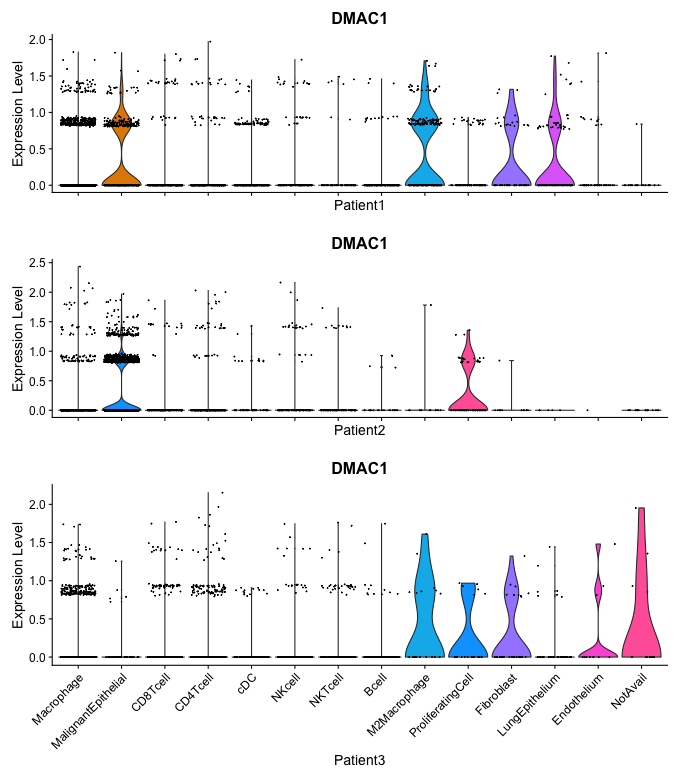 DMAC1
Expression Level
2.0
1.5
1.0
0.5
0.0
Patient1
DMAC1
Expression Level
2.5
2.0
1.5
1.0
0.5
0.0
Patient2
DMAC1
Expression Level
2.0
1.5
1.0
0.5
0.0
Macrophage
MalignantEpithelial
CD8Tcell
CD4Tcell
cDC
NKcell
NKTcell
Bcell
M2Macrophage
ProliferatingCell
Fibroblast
LungEpithelium
Endothelium
NotAvail
Patient3